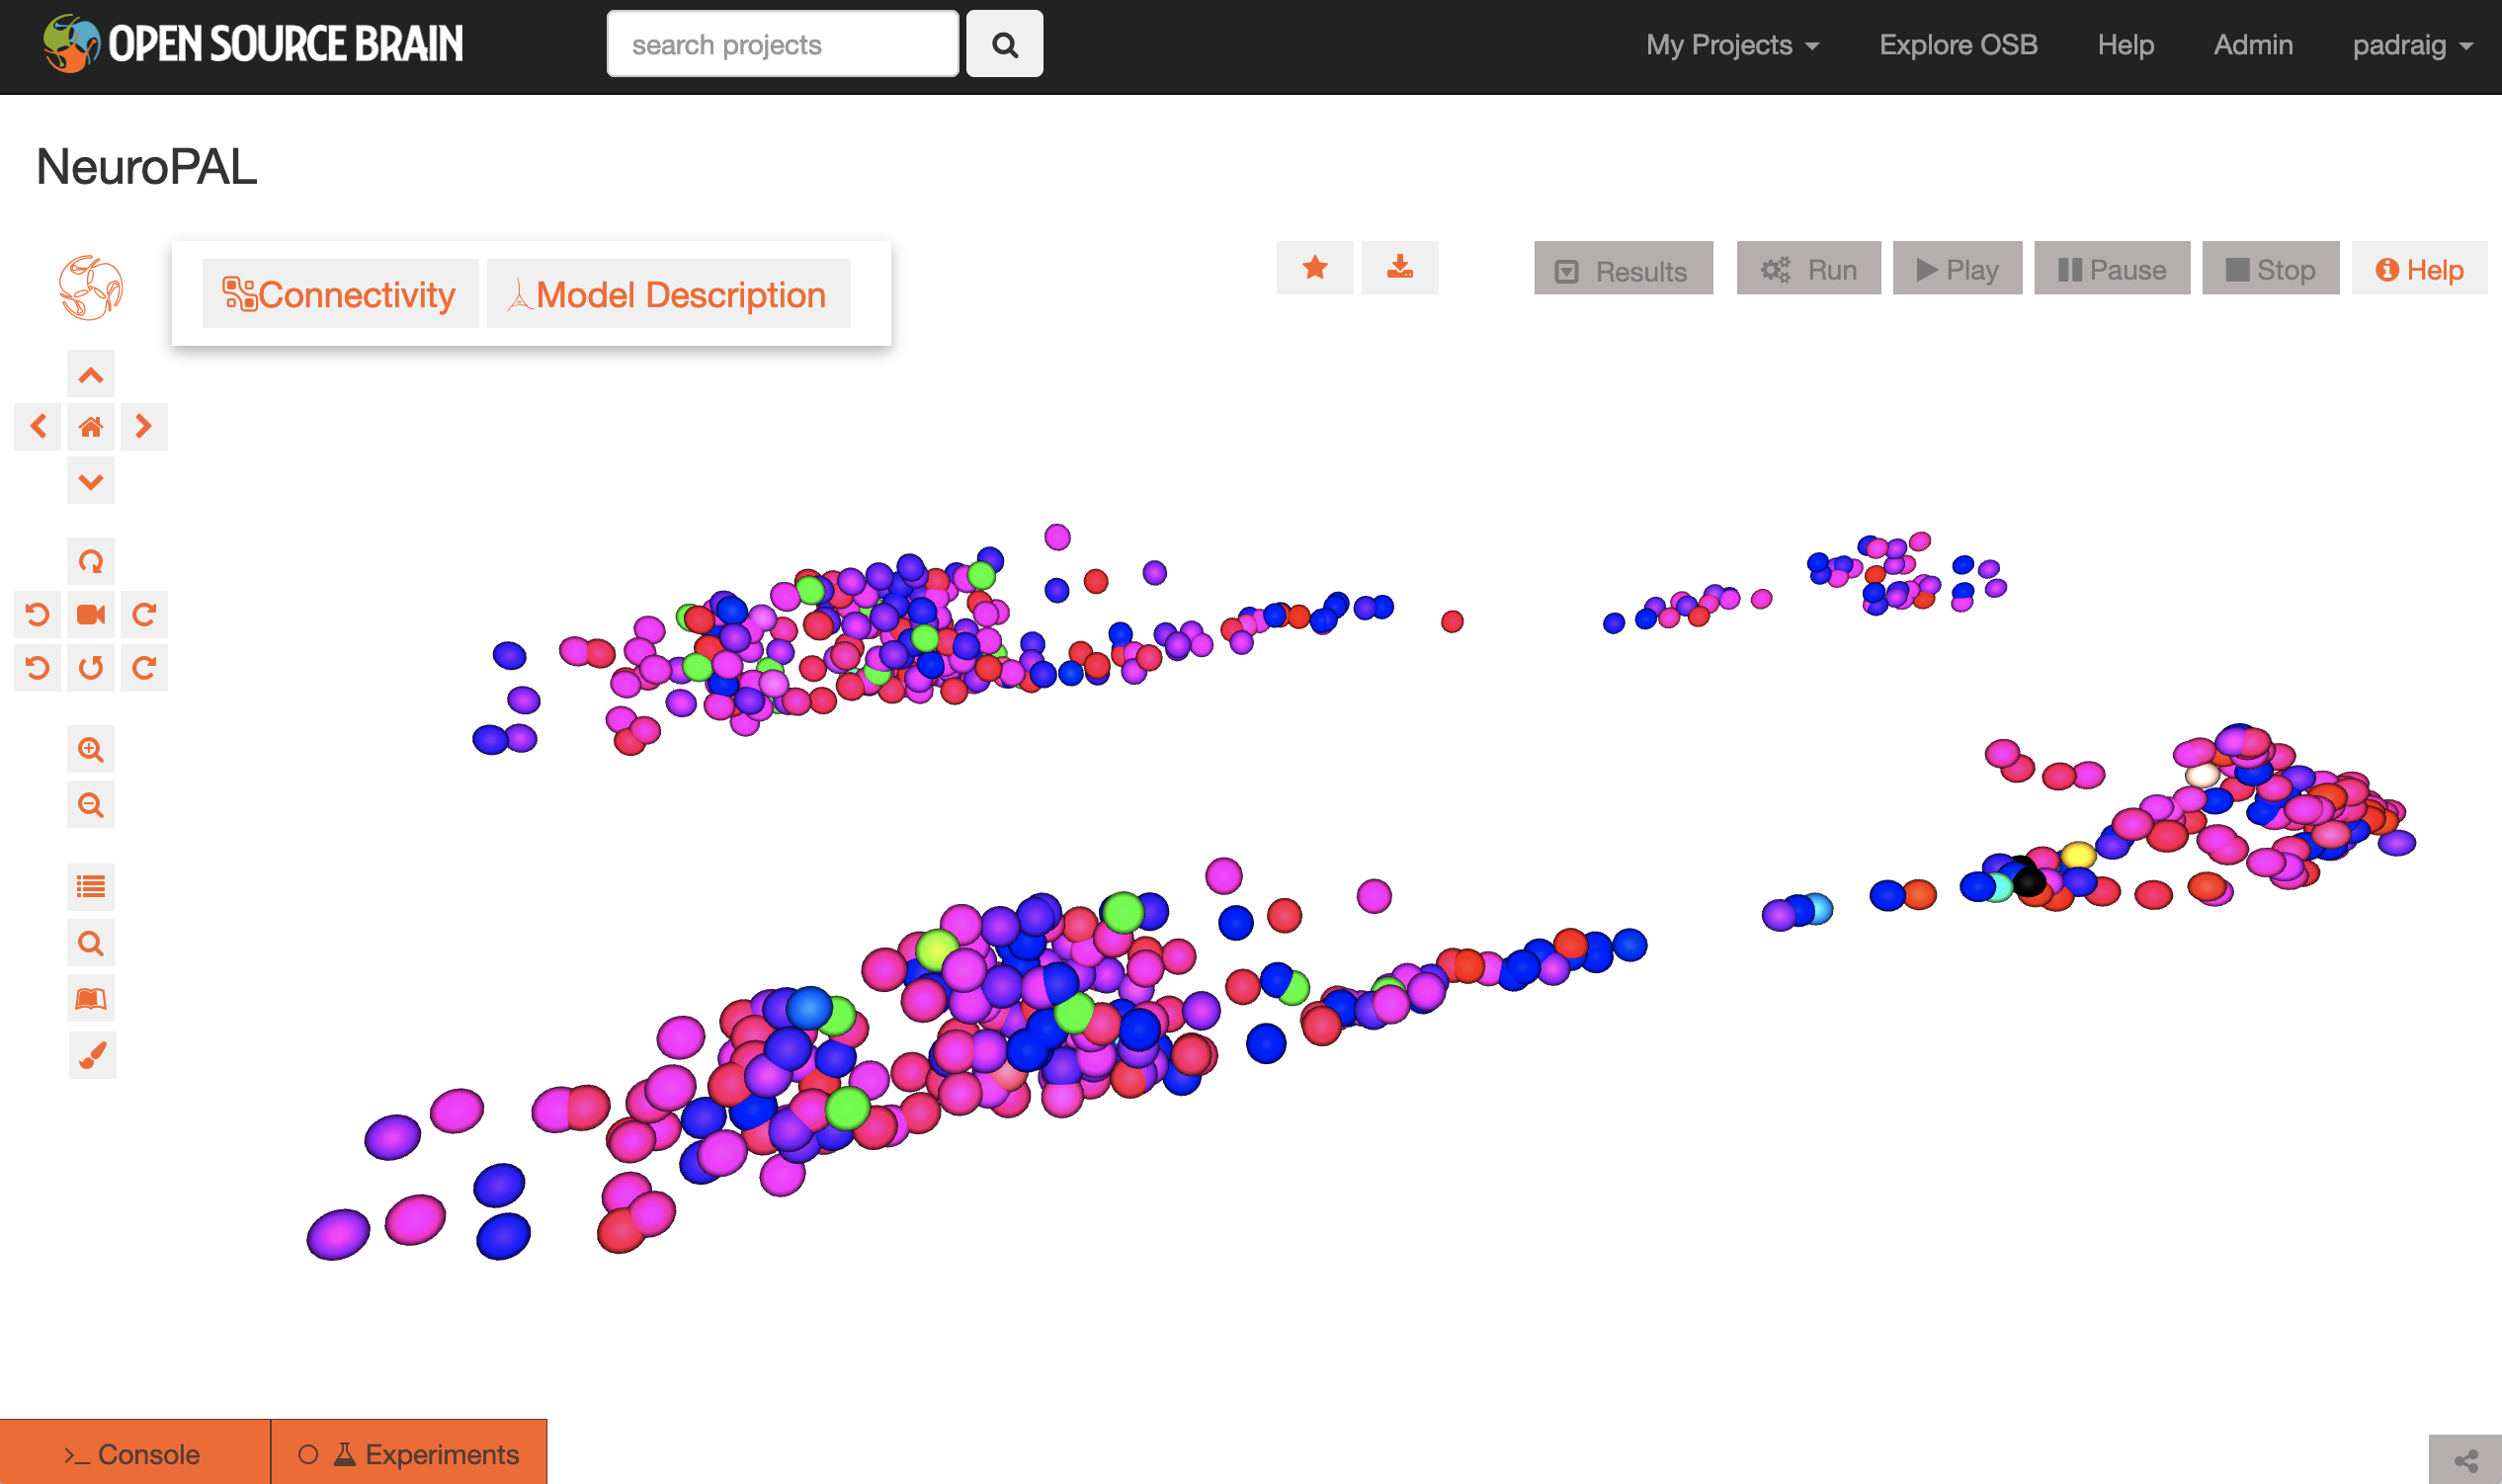 OPEN SOURCE BRAIN
search projects
My Projects
Explore OSB
Help
Admin
padraig
NeuroPAL
Connectivity
Model Description
Results
Run
Play
Pause
Stop
Help
>_ Console
Experiments